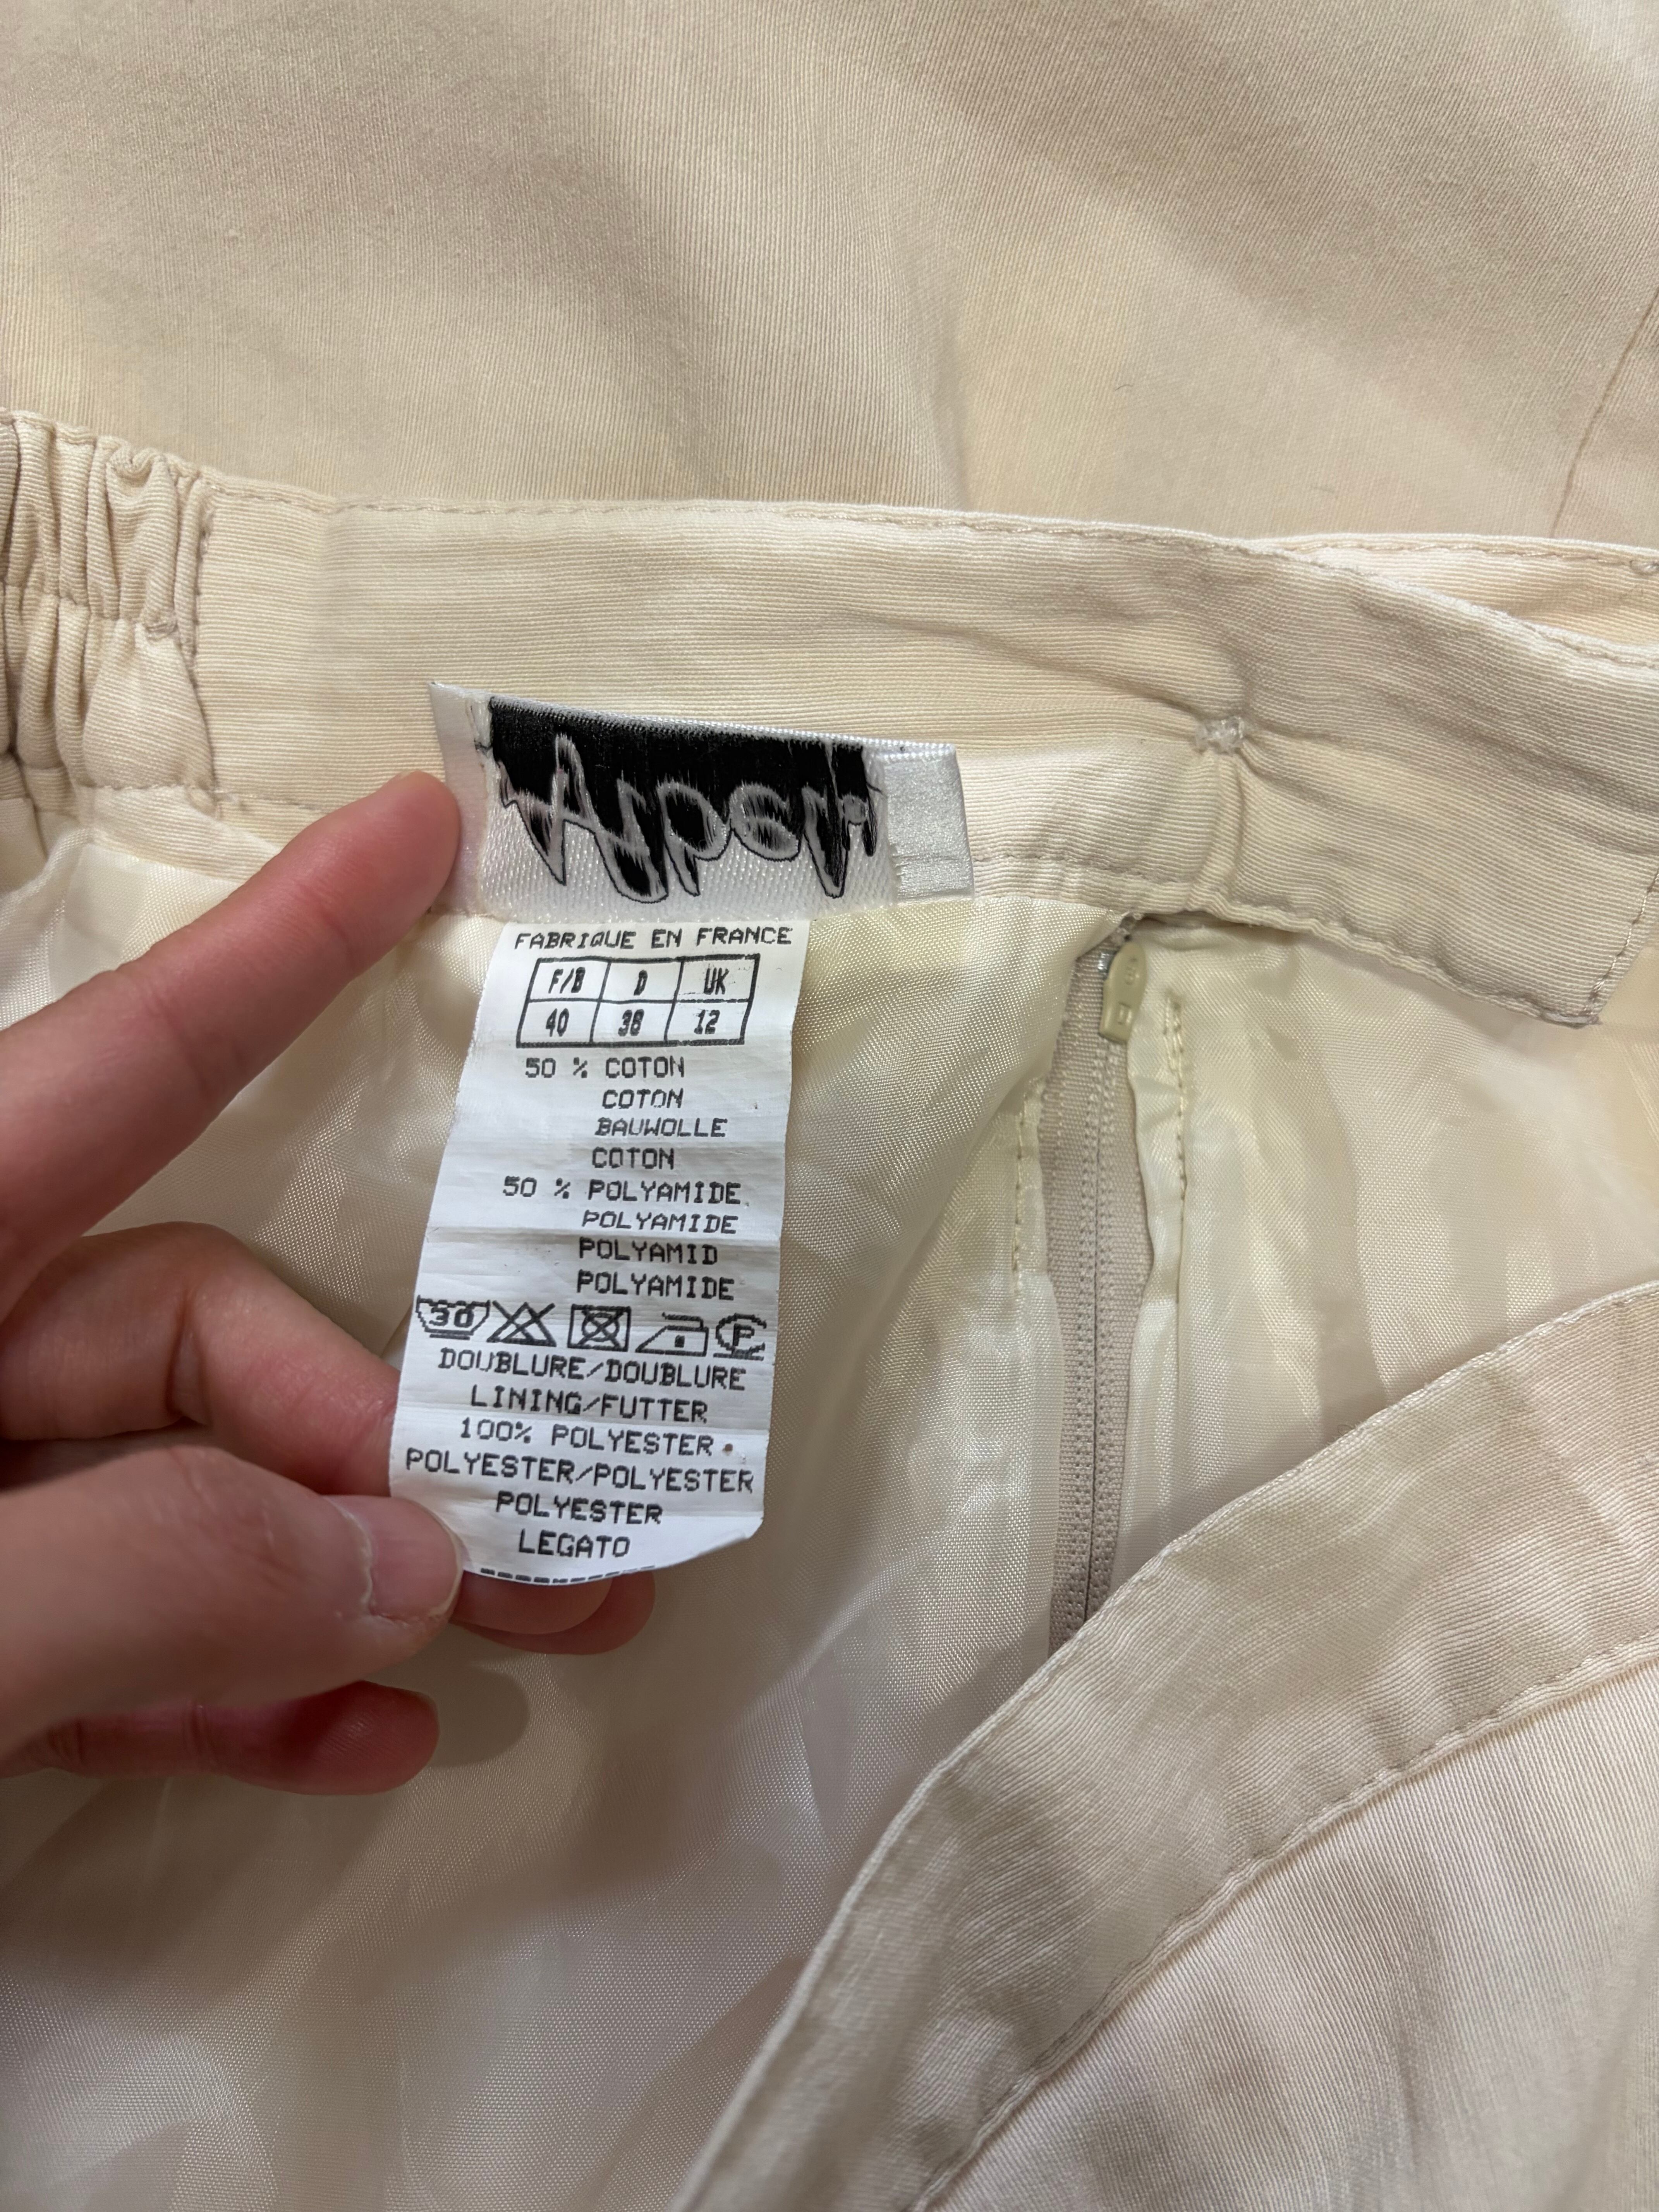 FABRIQUE EN FRANCE
F/B D UK
40 38 12
50 % COTON
COTON
BAUWOLLE
COTON
50 % POLYAMIDE
POLYAMIDE
POLYAMID
POLYAMIDE
30 P
DOUBLURE/DOUBLURE
LINING/FUTTER
100% POLYESTER
POLYESTER/POLYESTER
POLYESTER
LEGATO